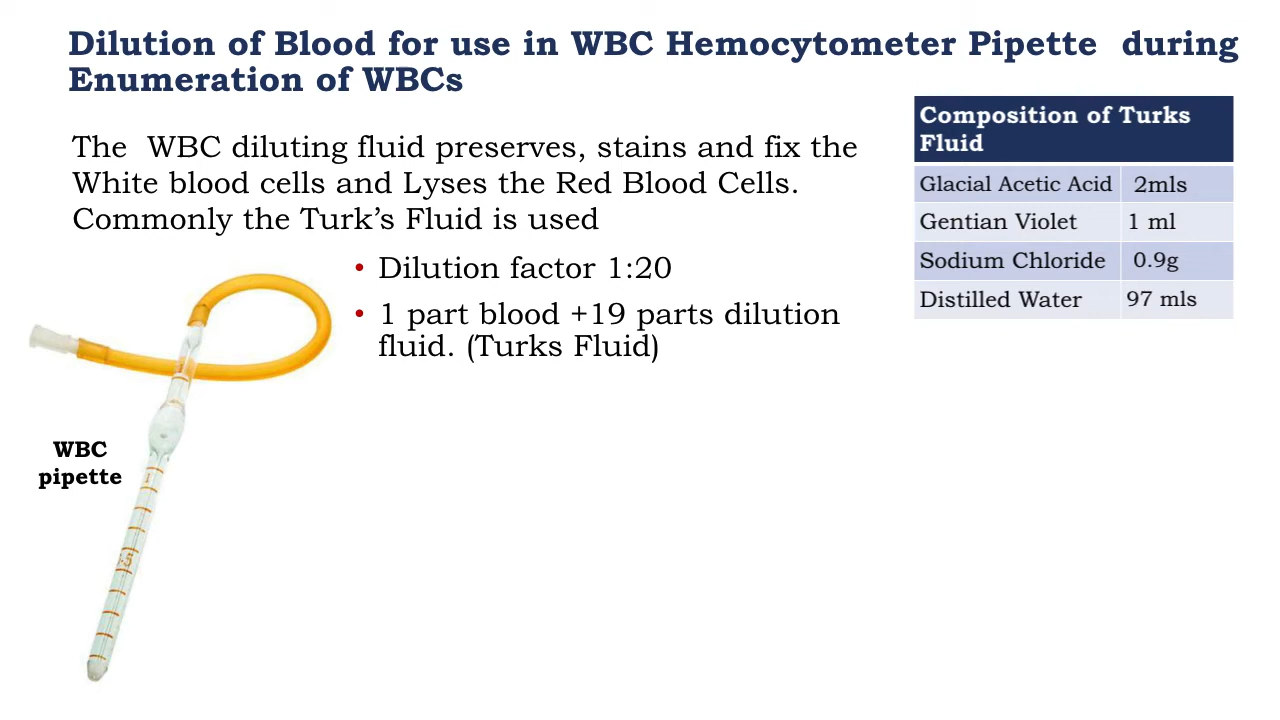 Dilution of Blood for use in WBC Hemocytometer Pipette  during
Enumeration of WBCs
The  WBC diluting fluid preserves, stains and fix the
White blood cells and Lyses the Red Blood Cells.
Commonly the Turk’s Fluid is used
• Dilution factor 1:20
• 1 part blood +19 parts dilution
fluid. (Turks Fluid)
Composition of Turks
Fluid
Glacial Acetic Acid 2mls
Gentian Violet 1 ml
Sodium Chloride 0.9g
Distilled Water 97 mls
WBC
pipette
1
5